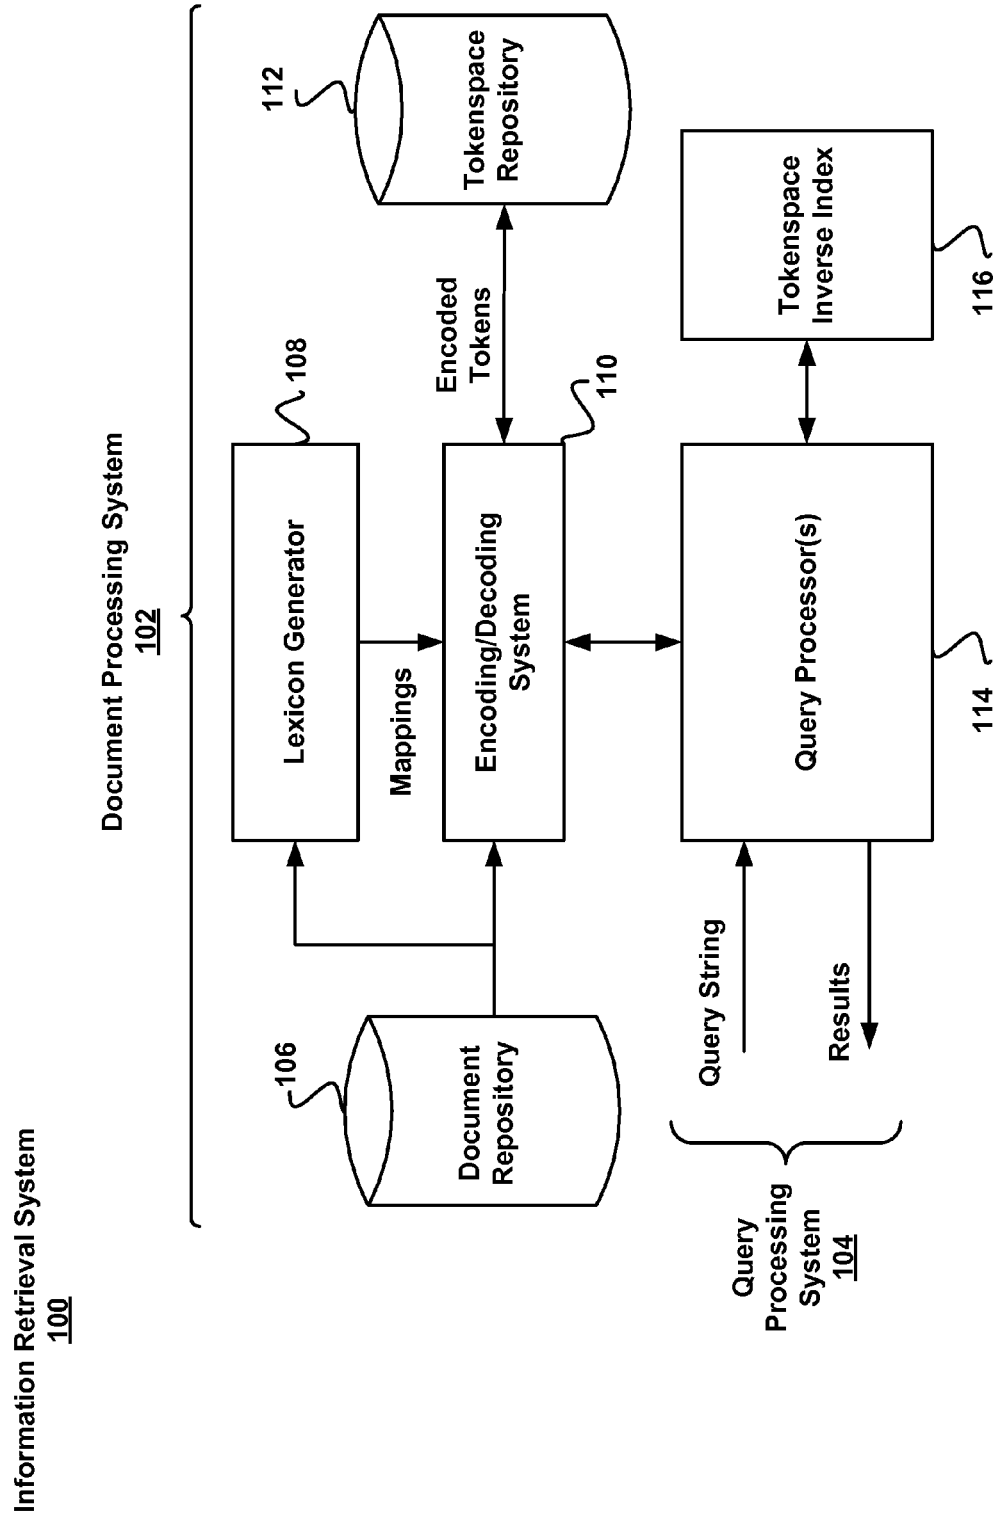 Information Retrieval System
100
Document Processing System
102
106
Document
Repository
Lexicon Generator
108
Mappings
Encoding/Decoding
System
110
Encoded
Tokens
112
Tokenspace
Repository
Query
Processing
System
104
Query String
Results
Query Processor(s)
114
Tokenspace
Inverse Index
116